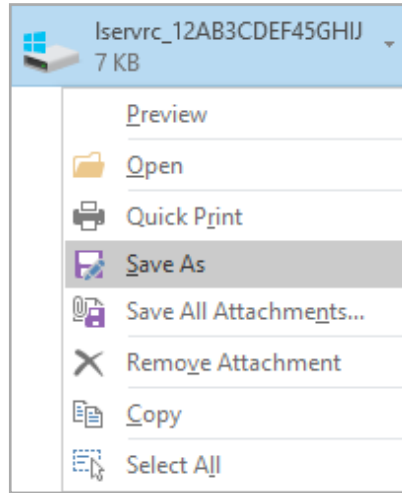 lservrc_12AB3CDEF45GHIJ
7 KB
Preview
Open
Quick Print
Save As
Save All Attachments...
Remove Attachment
Copy
Select All